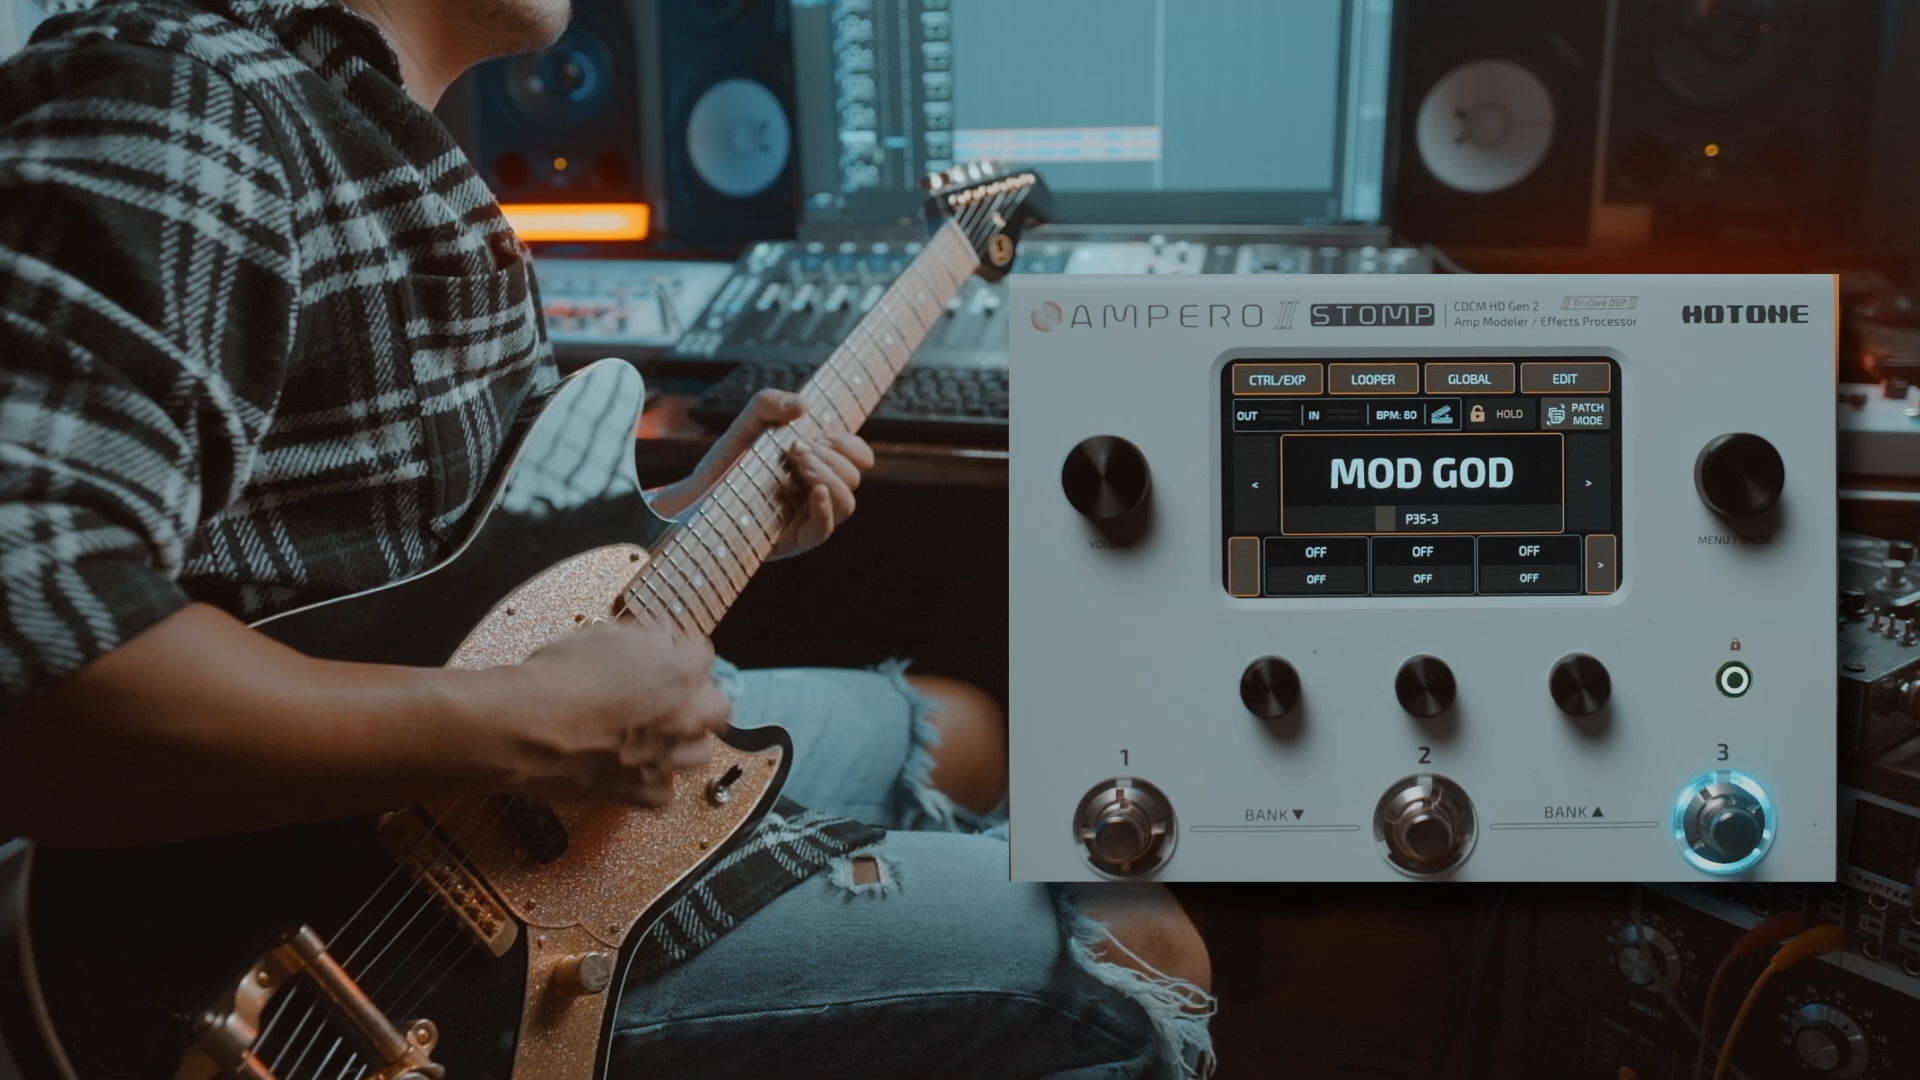 AMPERO II STOMP
CDCM HD Gen 2
Tri-Core DSP
Amp Modeler / Effects Processor
HOTONE
CTRL/EXP
LOOPER
GLOBAL
EDIT
OUT
IN
BPM: 80
HOLD
PATCH
MODE
<
MOD GOD
>
P35-3
OFF
OFF
OFF
>
OFF
OFF
OFF
VOLUME
MENU / VALUE
1
2
3
BANK▼
BANK▲